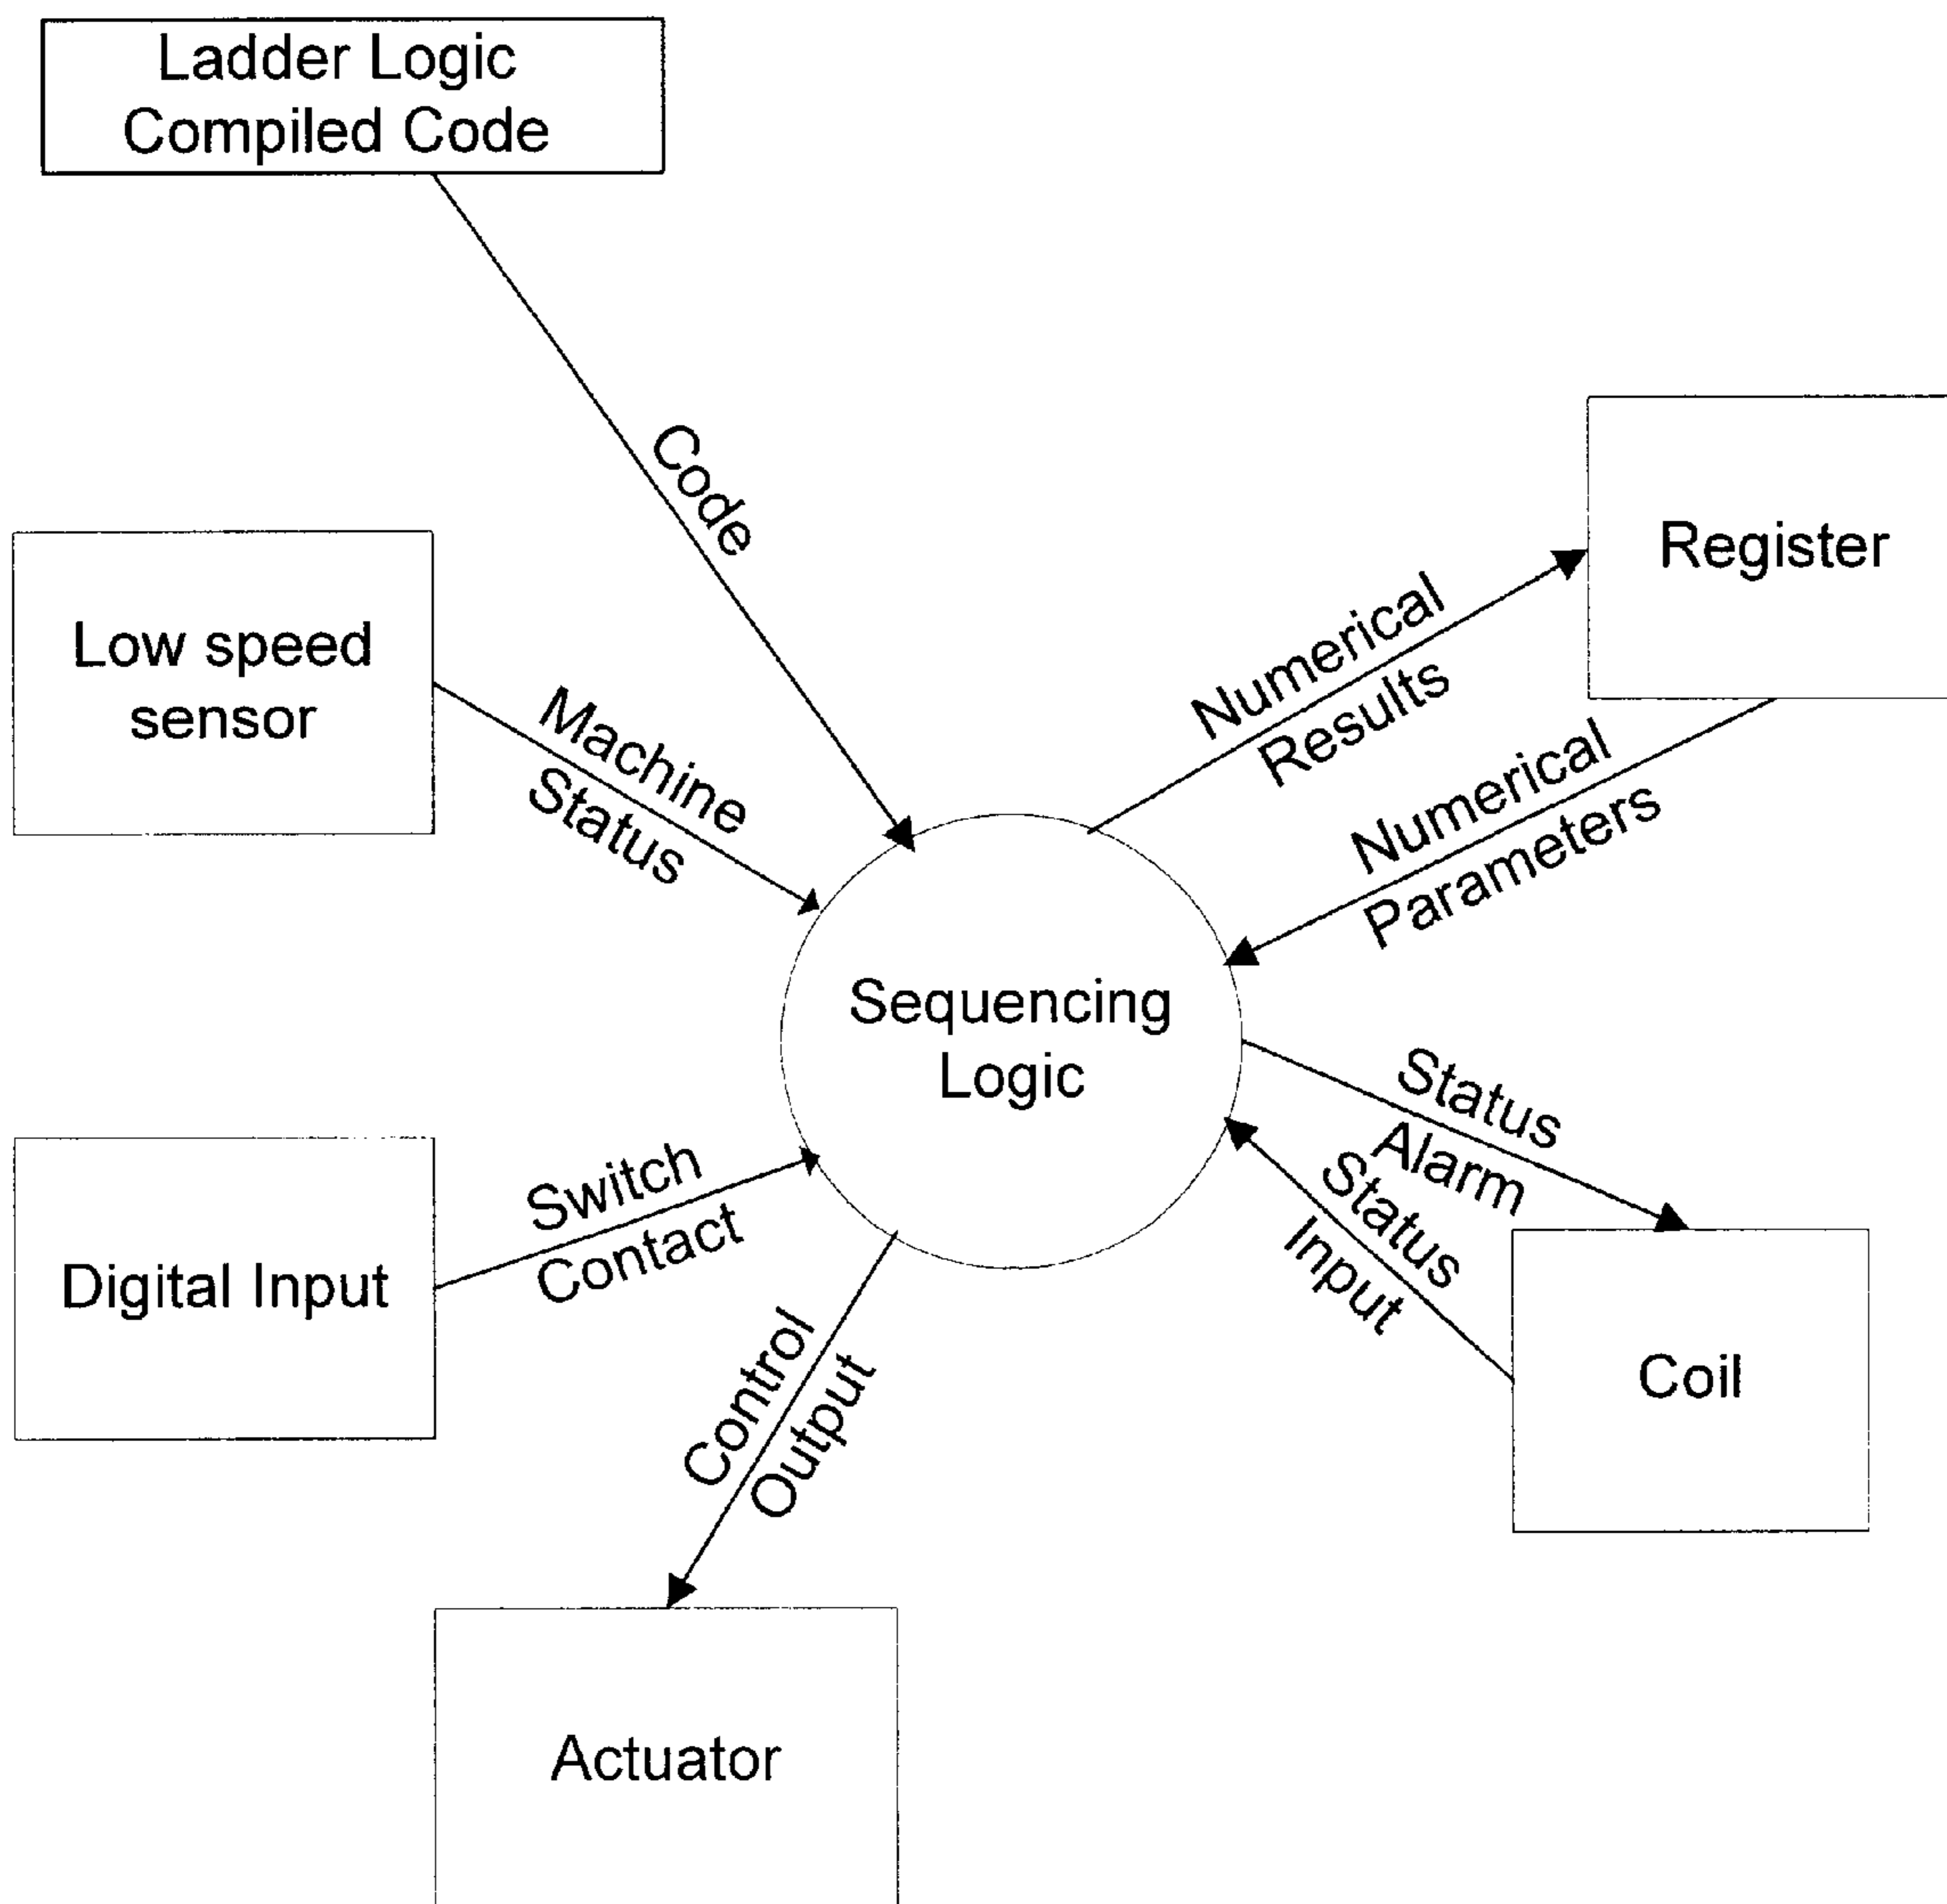 Ladder Logic
Compiled Code
Code
Low speed
sensor
Machine
Status
Register
Numerical
Results
Numerical
Parameters
Sequencing
Logic
Status
Alarm
Status
Input
Digital Input
Switch
Contact
Control
Output
Coil
Actuator